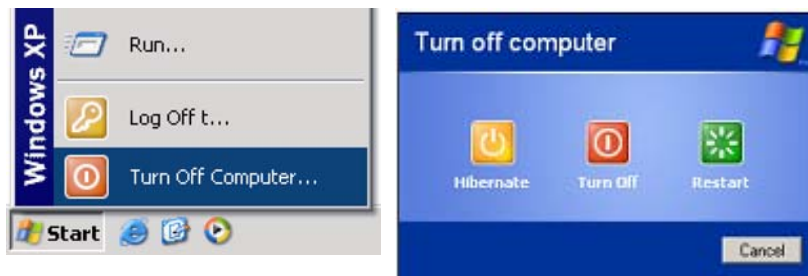 Windows XP
Run...
Log Off t...
Turn Off Computer...
Start
Turn off computer
Hibernate
Turn Off
Restart
Cancel